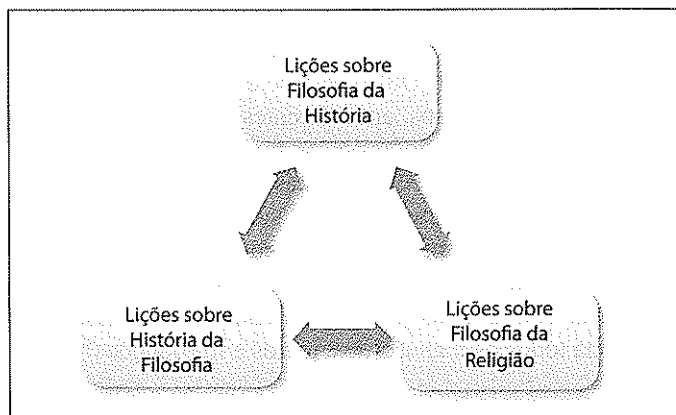 Lições sobre
Filosofia da
História
Lições sobre
História da
Filosofia
Lições sobre
Filosofia da
Religião